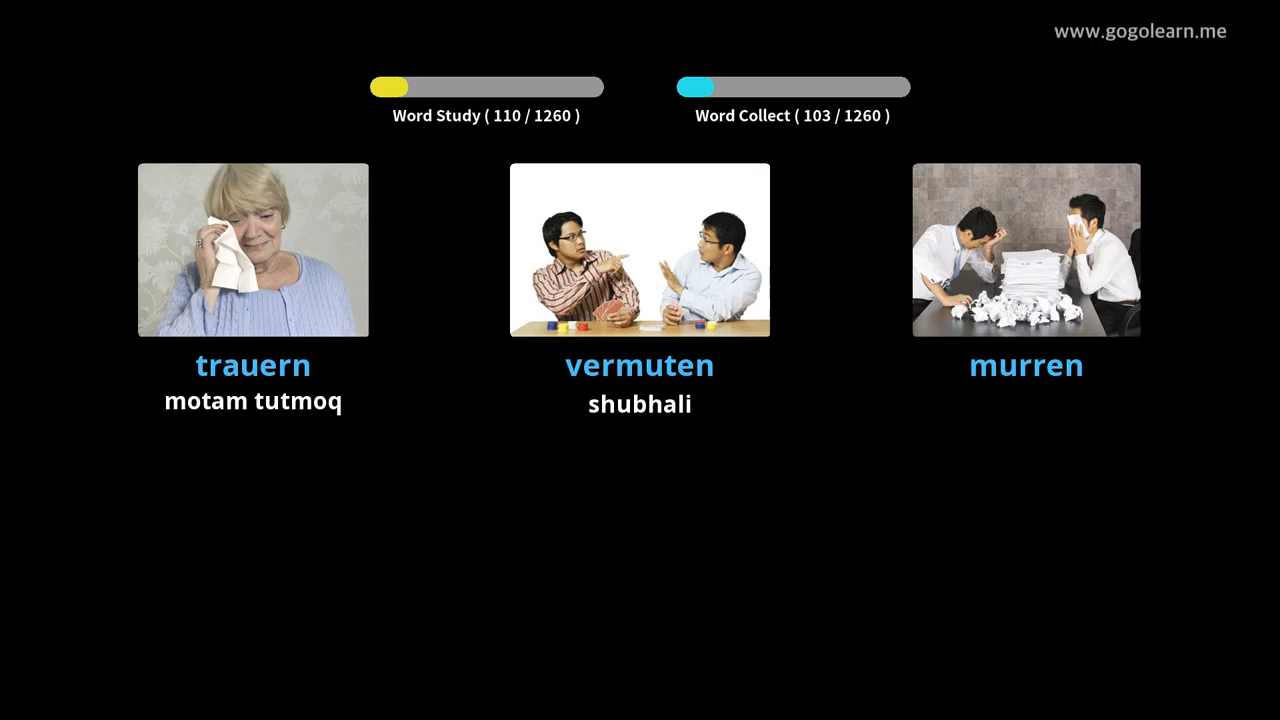 www.gogolearn.me
Word Study ( 110 / 1260 )
Word Collect ( 103 / 1260 )
trauern
motam tutmoq
vermuten
shubhali
murren